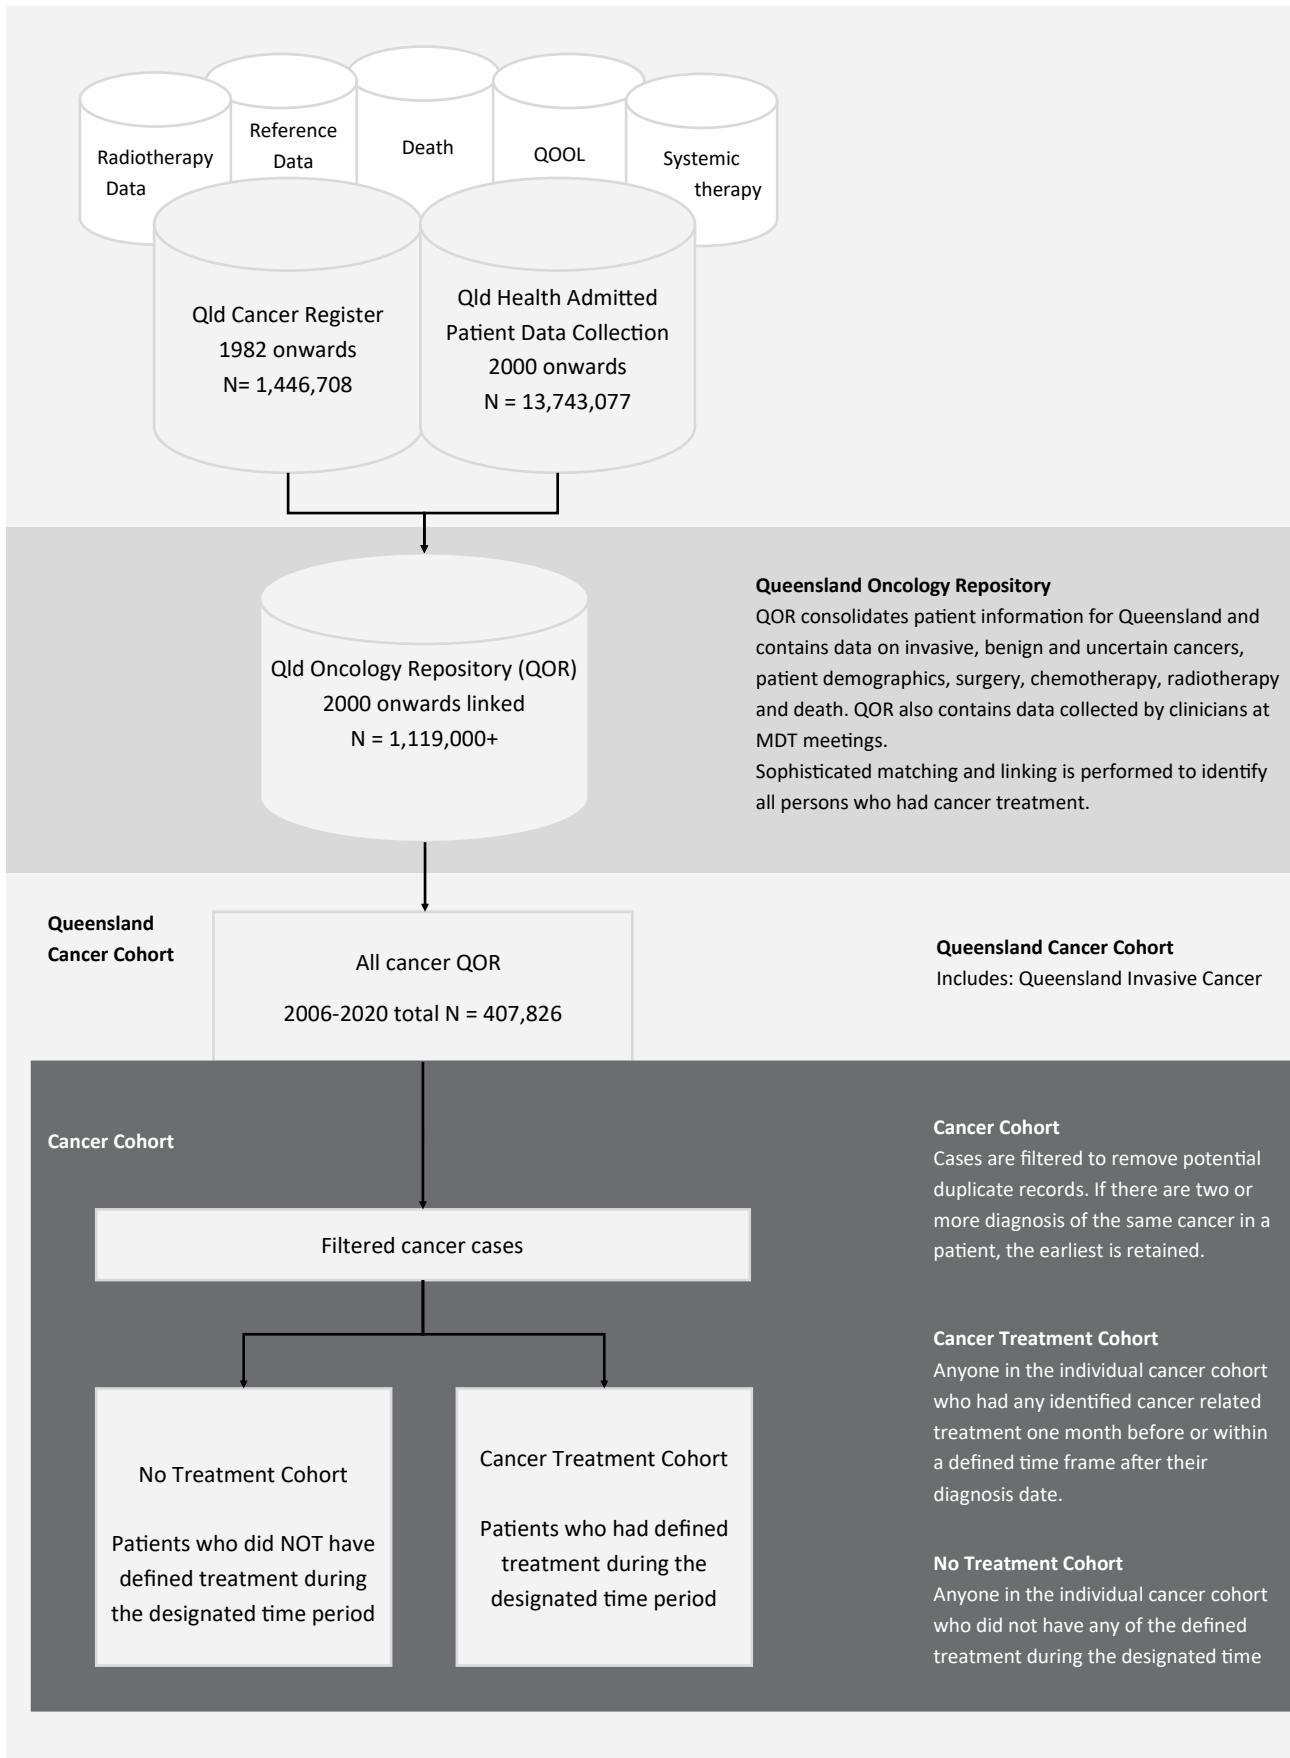 Radiotherapy
Data
Reference
Data
Death
QOOL
Systemic
therapy
Qld Cancer Register
1982 onwards
N= 1,446,708
Qld Health Admitted
Patient Data Collection
2000 onwards
N = 13,743,077
Qld Oncology Repository (QOR)
2000 onwards linked
N = 1,119,000+
Queensland Oncology Repository
QOR consolidates patient information for Queensland and
contains data on invasive, benign and uncertain cancers,
patient demographics, surgery, chemotherapy, radiotherapy
and death. QOR also contains data collected by clinicians at
MDT meetings.
Sophisticated matching and linking is performed to identify
all persons who had cancer treatment.
Queensland
Cancer Cohort
All cancer QOR
2006-2020 total N = 407,826
Queensland Cancer Cohort
Includes: Queensland Invasive Cancer
Cancer Cohort
Filtered cancer cases
Cancer Cohort
Cases are filtered to remove potential
duplicate records. If there are two or
more diagnosis of the same cancer in a
patient, the earliest is retained.
No Treatment Cohort
Patients who did NOT have
defined treatment during
the designated time period
Cancer Treatment Cohort
Patients who had defined
treatment during the
designated time period
Cancer Treatment Cohort
Anyone in the individual cancer cohort
who had any identified cancer related
treatment one month before or within
a defined time frame after their
diagnosis date.
No Treatment Cohort
Anyone in the individual cancer cohort
who did not have any of the defined
treatment during the designated time